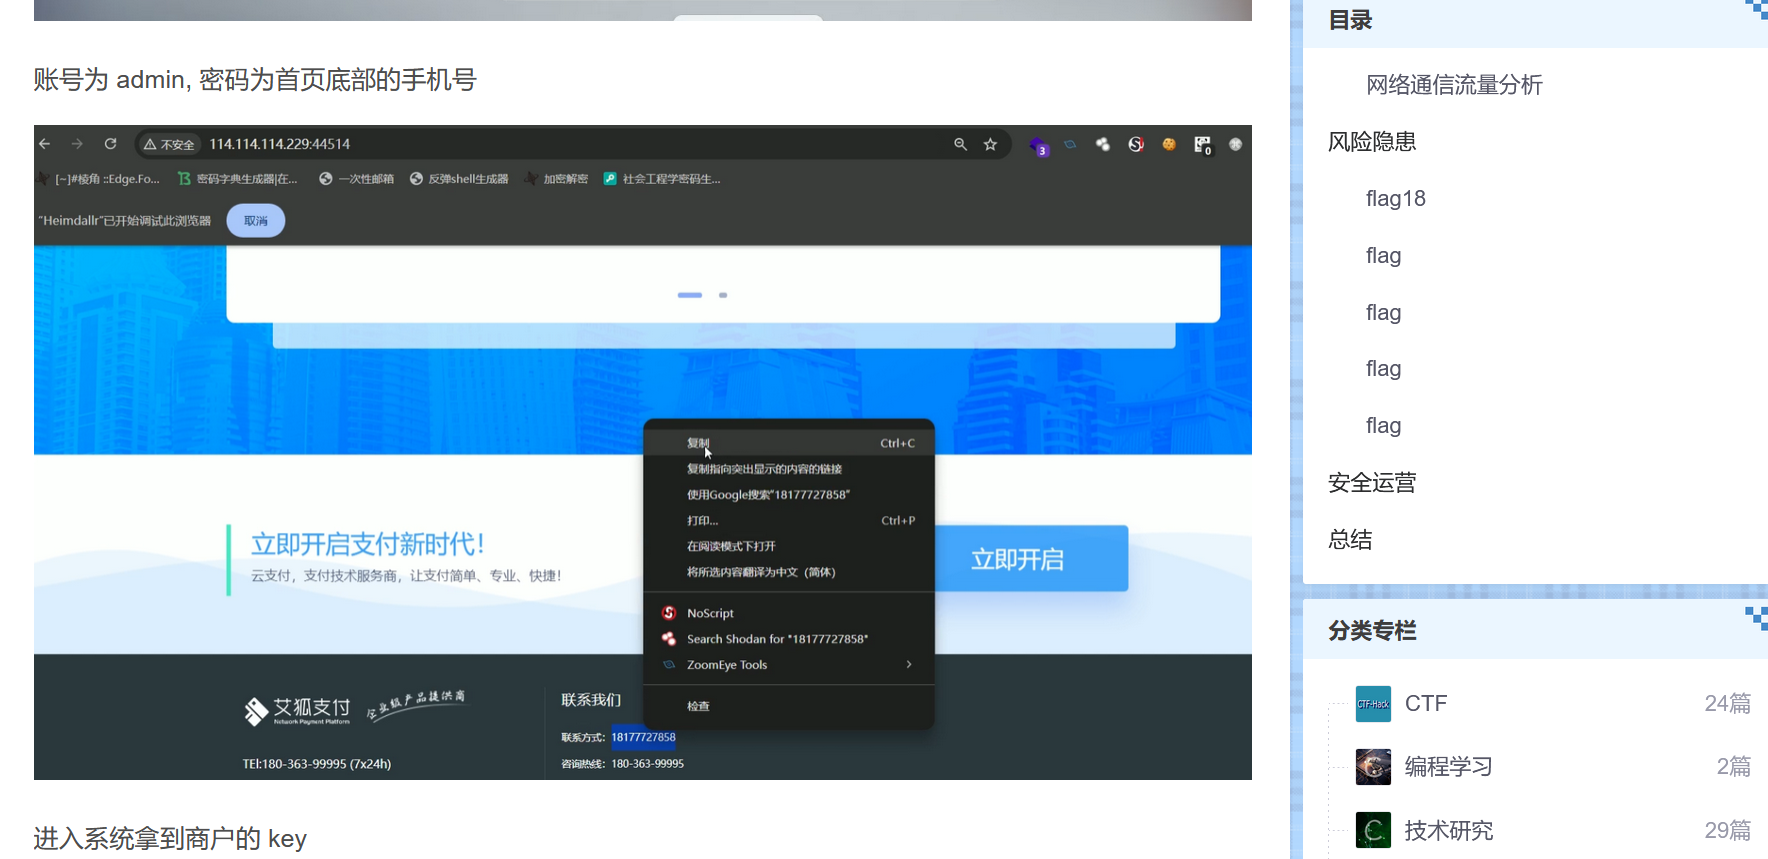 账号为 admin, 密码为首页底部的手机号
不安全 114.114.114.229:44514
3
0
[~]#棱角 ::Edge.Fo...
密码字典生成器|在...
一次性邮箱
反弹shell生成器
加密解密
社会工程学密码生...
"Heimdallr"已开始调试此浏览器
取消
复制 Ctrl+C
复制指向突出显示的内容的链接
使用Google搜索"18177727858"
打印... Ctrl+P
在阅读模式下打开
将所选内容翻译为中文（简体）
NoScript
Search Shodan for "18177727858"
ZoomEye Tools
检查
立即开启支付新时代！
云支付，支付技术服务商，让支付简单、专业、快捷！
立即开启
艾狐支付
Network Payment Platform
企业级产品提供商
TEl:180-363-99995 (7x24h)
联系我们
联系方式: 18177727858
咨询热线: 180-363-99995
进入系统拿到商户的 key
目录
网络通信流量分析
风险隐患
flag18
flag
flag
flag
flag
安全运营
总结
分类专栏
CTF-Hack
CTF 24篇
编程学习 2篇
C
技术研究 29篇